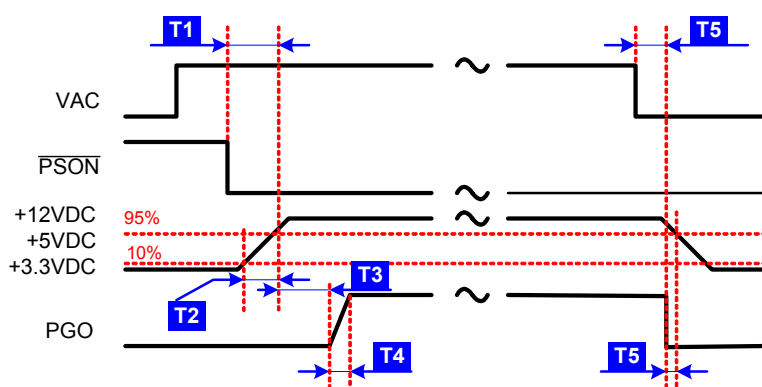 T1
T5
VAC
PSON
+12VDC
95%
+5VDC
10%
+3.3VDC
T3
T2
PGO
T4
T5